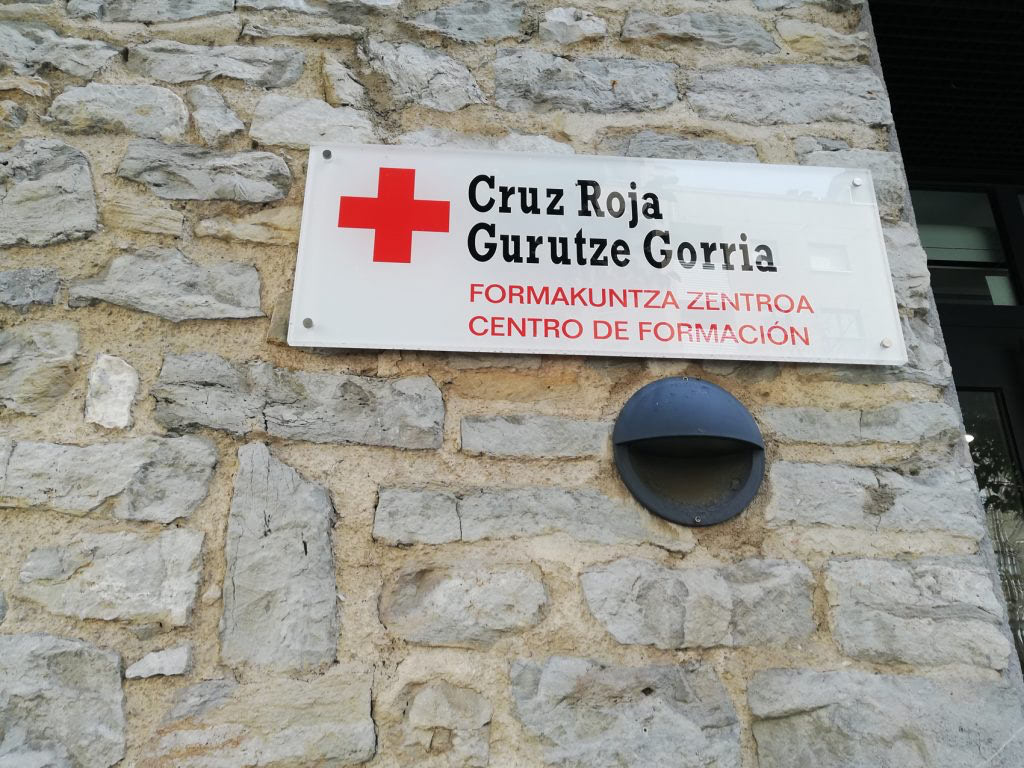 Cruz Roja
Gurutze Gorria
FORMAKUNTZA ZENTROA
CENTRO DE FORMACIÓN